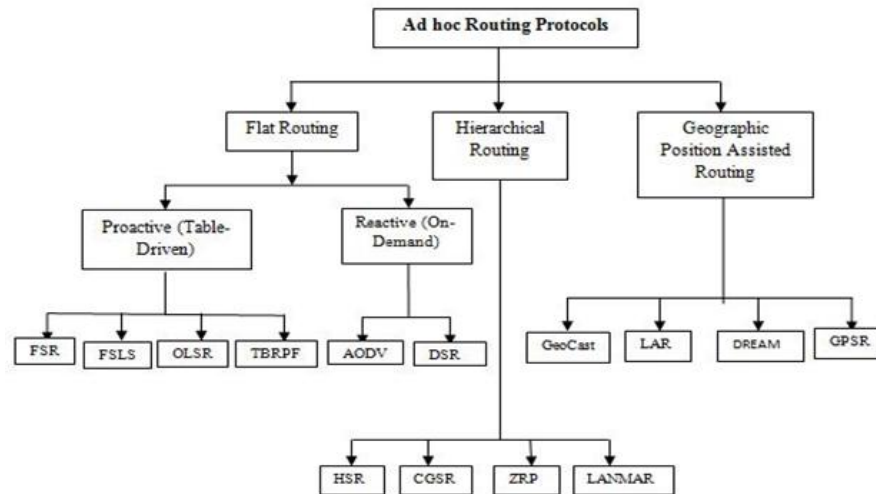 Ad hoc Routing Protocols
Flat Routing
Hierarchical
Routing
Geographic
Position Assisted
Routing
Proactive (Table-
Driven)
Reactive (On-
Demand)
FSR
FSLS
OLSR
TBRPF
AODV
DSR
GeoCast
LAR
DREAM
GPSR
HSR
CGSR
ZRP
LANMAR